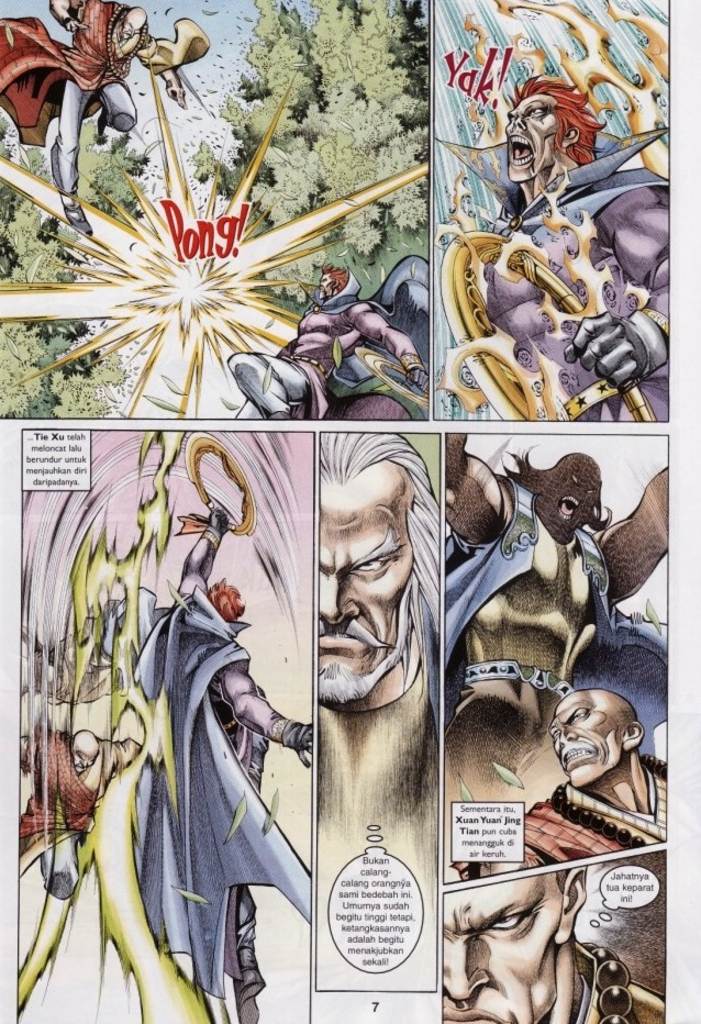 Pong!
Yak!
...Tie Xu telah
meloncat lalu
berundur untuk
menjauhkan diri
daripadanya.
Bukan
calang-
calang orangnya
sami bedebah ini.
Umurnya sudah
begitu tinggi tetapi,
ketangkasannya
adalah begitu
menakjubkan
sekali!
Sementara itu,
Xuan Yuan Jing
Tian pun cuba
menangguk di
air keruh.
Jahatnya
tua keparat
ini!
7